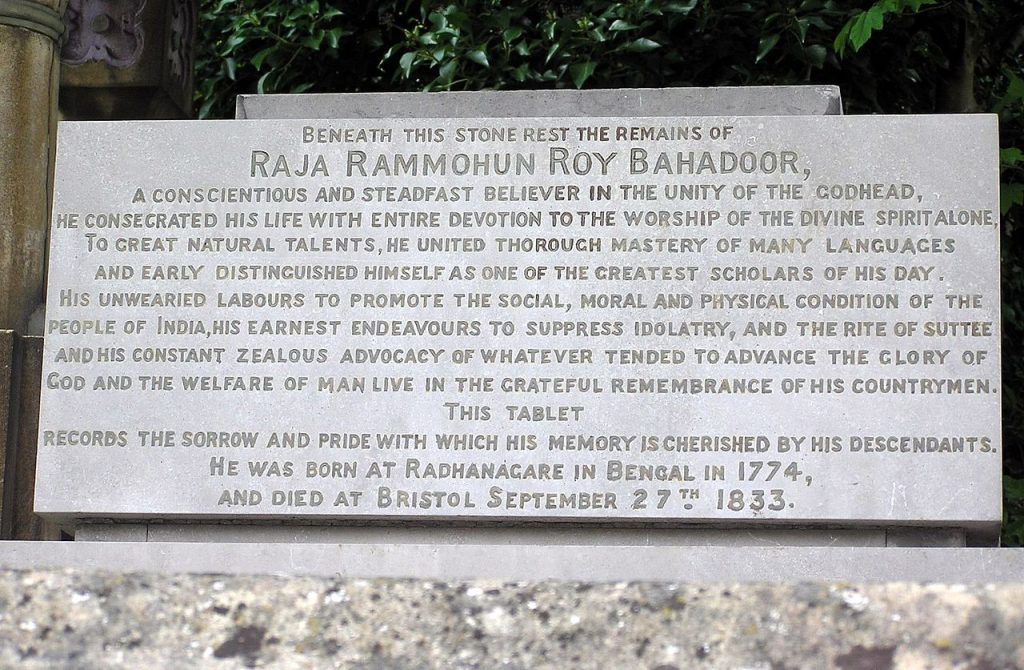 BENEATH THIS STONE REST THE REMAINS OF
RAJA RAMMOHUN ROY BAHADOOR,
A CONSCIENTIOUS AND STEADFAST BELIEVER IN THE UNITY OF THE GODHEAD,
HE CONSECRATED HIS LIFE WITH ENTIRE DEVOTION TO THE WORSHIP OF THE DIVINE SPIRIT ALONE,
TO GREAT NATURAL TALENTS, HE UNITED THOROUGH MASTERY OF MANY LANGUAGES
AND EARLY DISTINGUISHED HIMSELF AS ONE OF THE GREATEST SCHOLARS OF HIS DAY.
HIS UNWEARIED LABOURS TO PROMOTE THE SOCIAL, MORAL AND PHYSICAL CONDITION OF THE
PEOPLE OF INDIA, HIS EARNEST ENDEAVOURS TO SUPPRESS IDOLATRY, AND THE RITE OF SUTTEE
AND HIS CONSTANT ZEALOUS ADVOCACY OF WHATEVER TENDED TO ADVANCE THE GLORY OF
GOD AND THE WELFARE OF MAN LIVE IN THE GRATEFUL REMEMBRANCE OF HIS COUNTRYMEN.
THIS TABLET
RECORDS THE SORROW AND PRIDE WITH WHICH HIS MEMORY IS CHERISHED BY HIS DESCENDANTS.
HE WAS BORN AT RADHANAGARE IN BENGAL IN 1774,
AND DIED AT BRISTOL SEPTEMBER 27TH 1833.